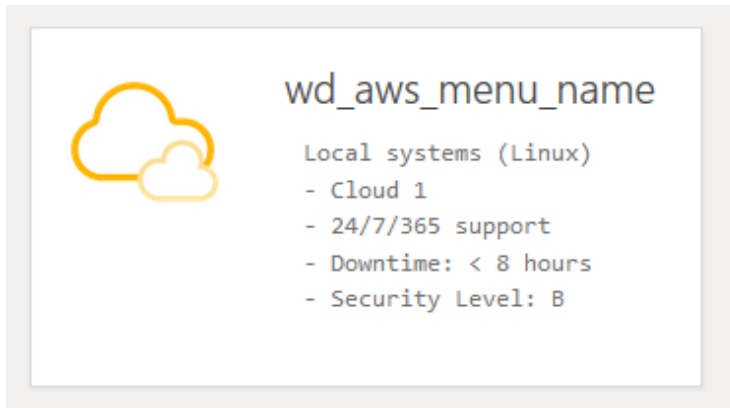 wd_aws_menu_name
Local systems (Linux)
- Cloud 1
- 24/7/365 support
- Downtime: < 8 hours
- Security Level: B